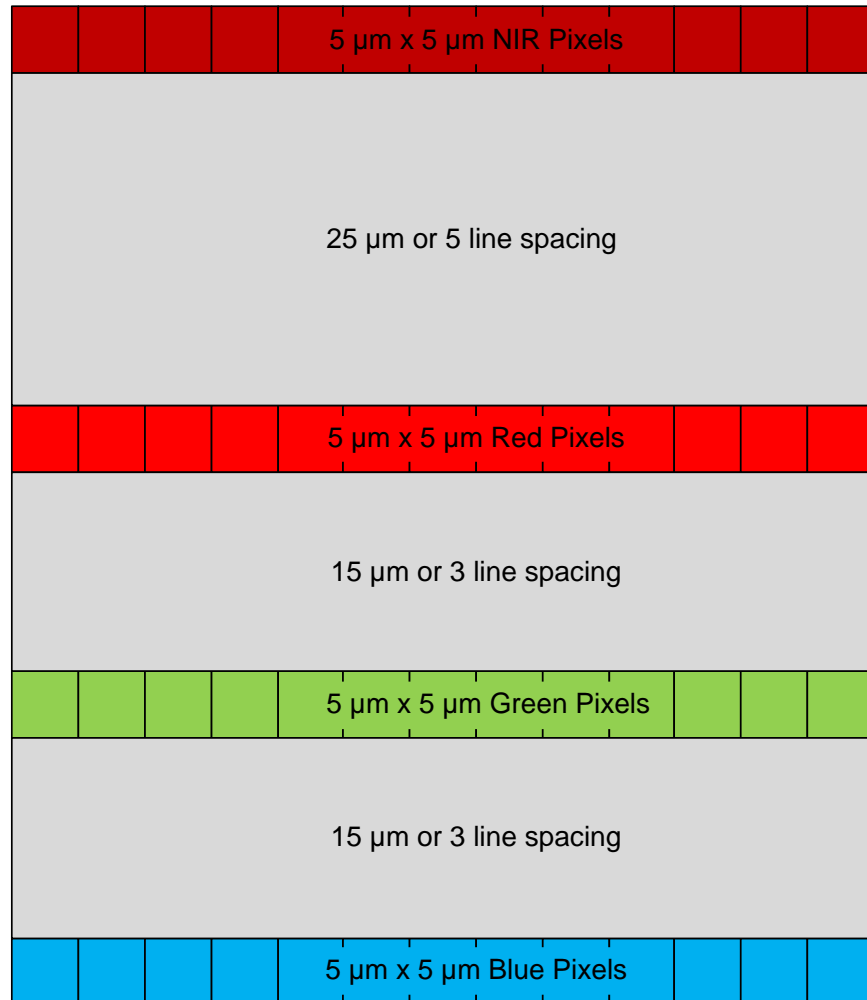 5 µm x 5 µm NIR Pixels
25 µm or 5 line spacing
5 µm x 5 µm Red Pixels
15 µm or 3 line spacing
5 µm x 5 µm Green Pixels
15 µm or 3 line spacing
5 µm x 5 µm Blue Pixels